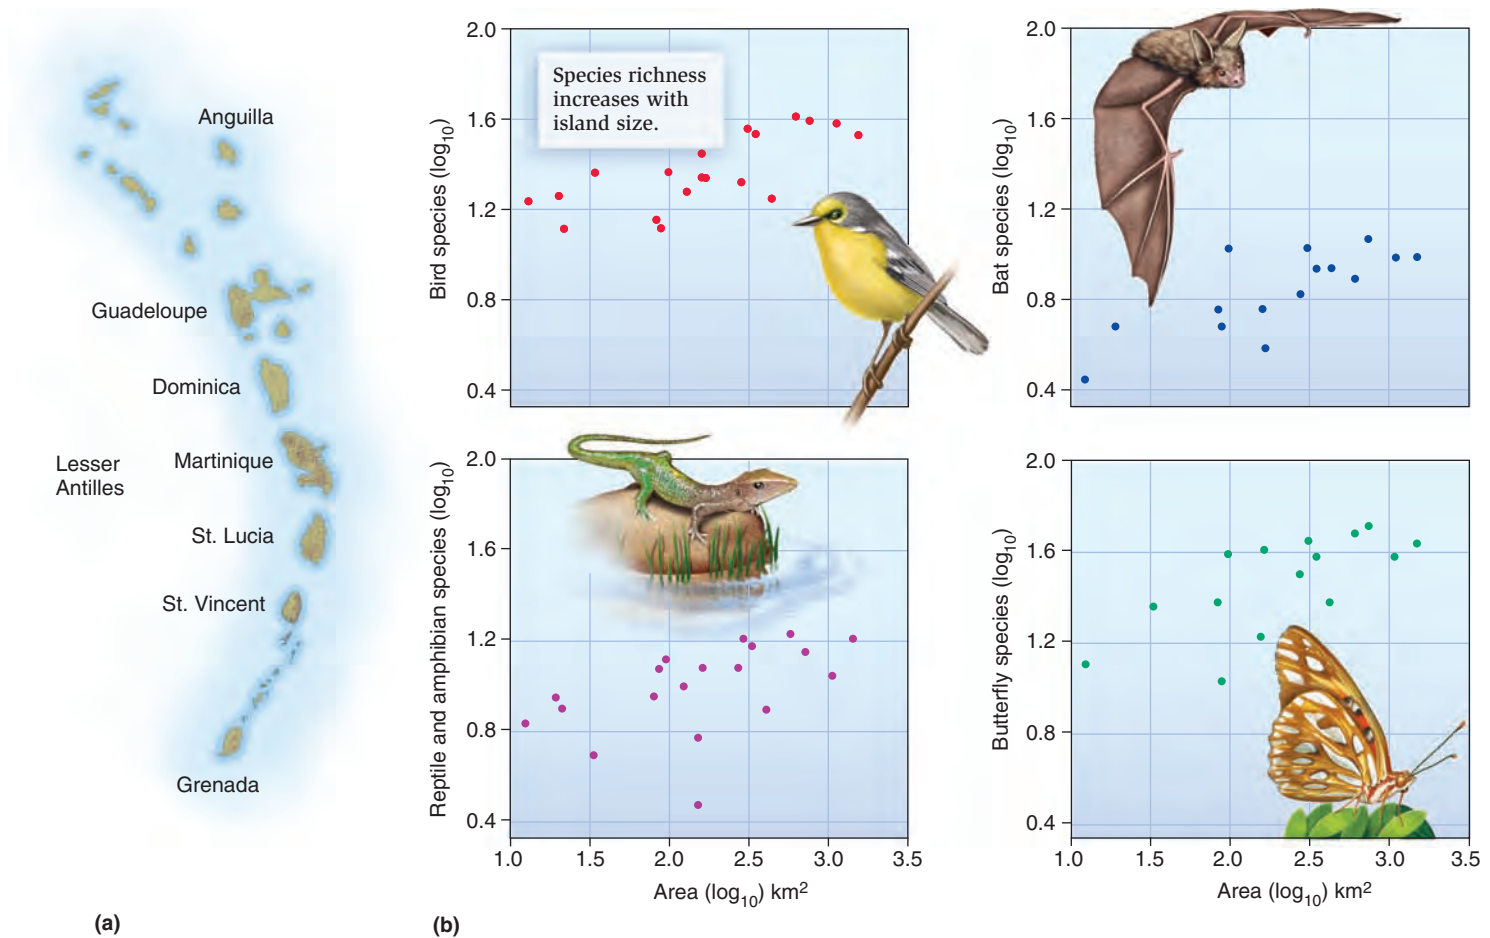 Anguilla
Guadeloupe
Dominica
Lesser
Antilles
Martinique
St. Lucia
St. Vincent
Grenada
(a)
Bird species (log10)
2.0
1.6
1.2
0.8
0.4
Species richness
increases with
island size.
Bat species (log10)
2.0
1.6
1.2
0.8
0.4
Reptile and amphibian species (log10)
2.0
1.6
1.2
0.8
0.4
1.0 1.5 2.0 2.5 3.0 3.5
Area (log10) km2
Butterfly species (log10)
2.0
1.6
1.2
0.8
0.4
1.0 1.5 2.0 2.5 3.0 3.5
Area (log10) km2
(b)